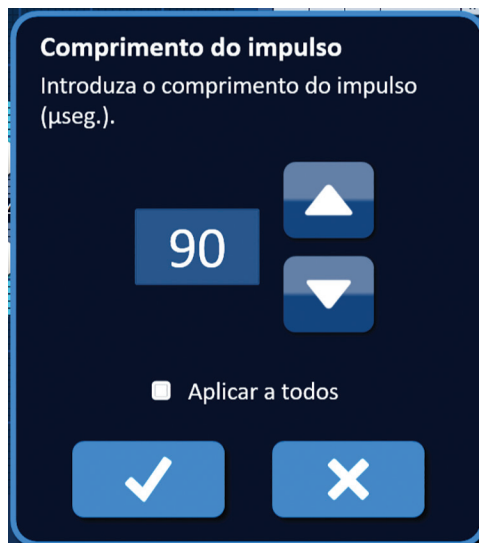 Comprimento do impulso
Introduza o comprimento do impulso
(µseg.).
90
Aplicar a todos